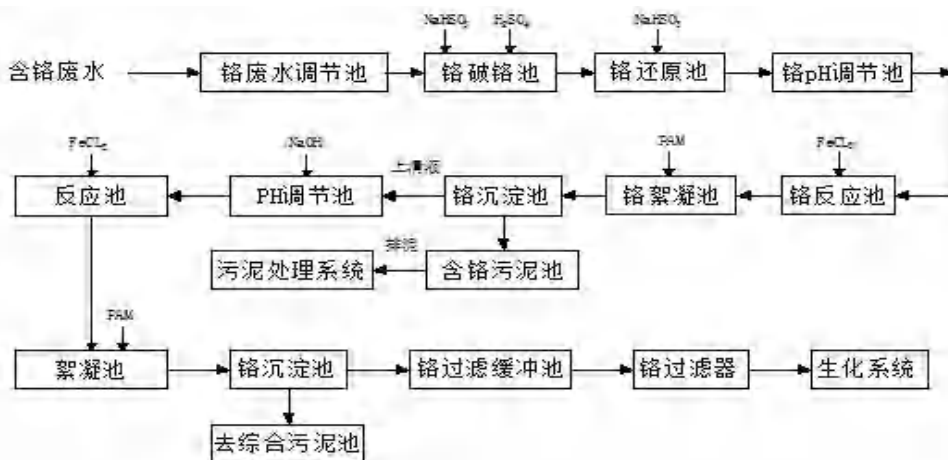 NaHSO₃ H₂SO₄ NaHSO₃
含铬废水 铬废水调节池 铬破铬池 铬还原池 铬pH调节池
NaOH PAM
上清液
反应池 PH调节池 铬沉淀池 铬絮凝池 铬反应池
排泥
污泥处理系统 含铬污泥池
PAM
絮凝池 铬沉淀池 铬过滤缓冲池 铬过滤器 生化系统
去综合污泥池